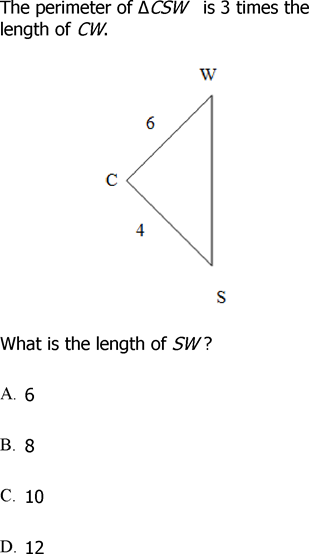 The perimeter of ΔCSW is 3 times the
length of CW.
W
6
C
4
S
What is the length of SW?
A. 6
B. 8
C. 10
D. 12